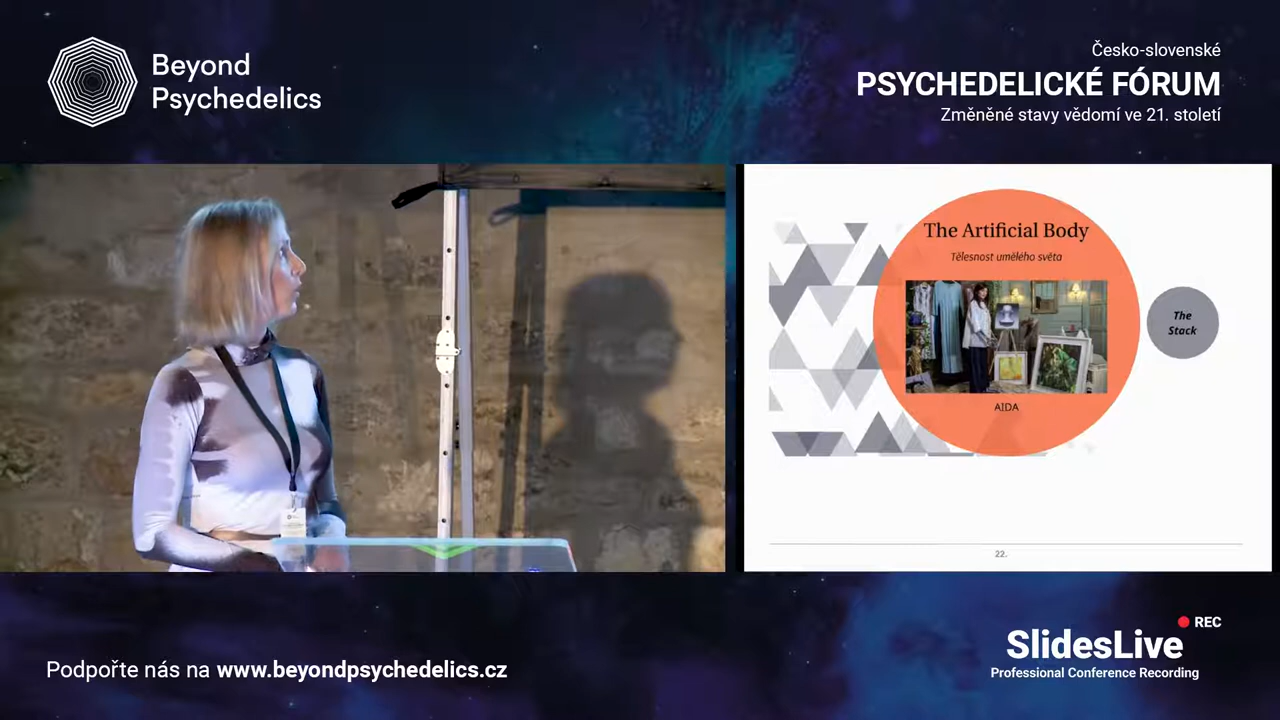 Beyond
Psychedelics
Česko-slovenské
PSYCHEDELICKÉ FÓRUM
Změněné stavy vědomí ve 21. století
The Artificial Body
Tělesnost umělého světa
AIDA
The
Stack
22.
Podpořte nás na www.beyondpsychedelics.cz
REC
SlidesLive
Professional Conference Recording